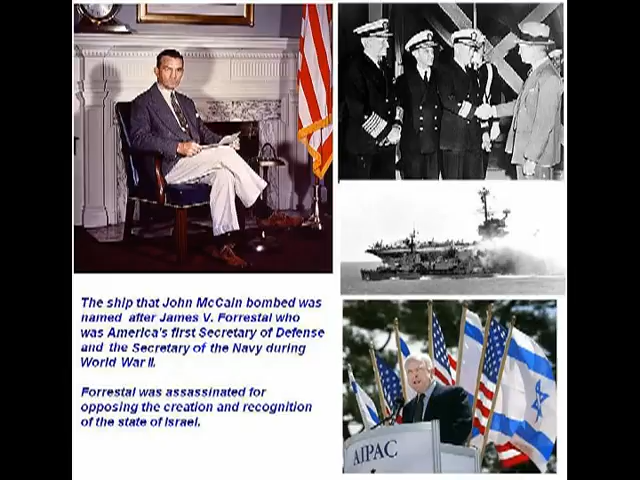 The ship that John McCain bombed was
named after James V. Forrestal who
was America's first Secretary of Defense
and the Secretary of the Navy during
World War II.
Forrestal was assassinated for
opposing the creation and recognition
of the state of Israel.
AIPAC